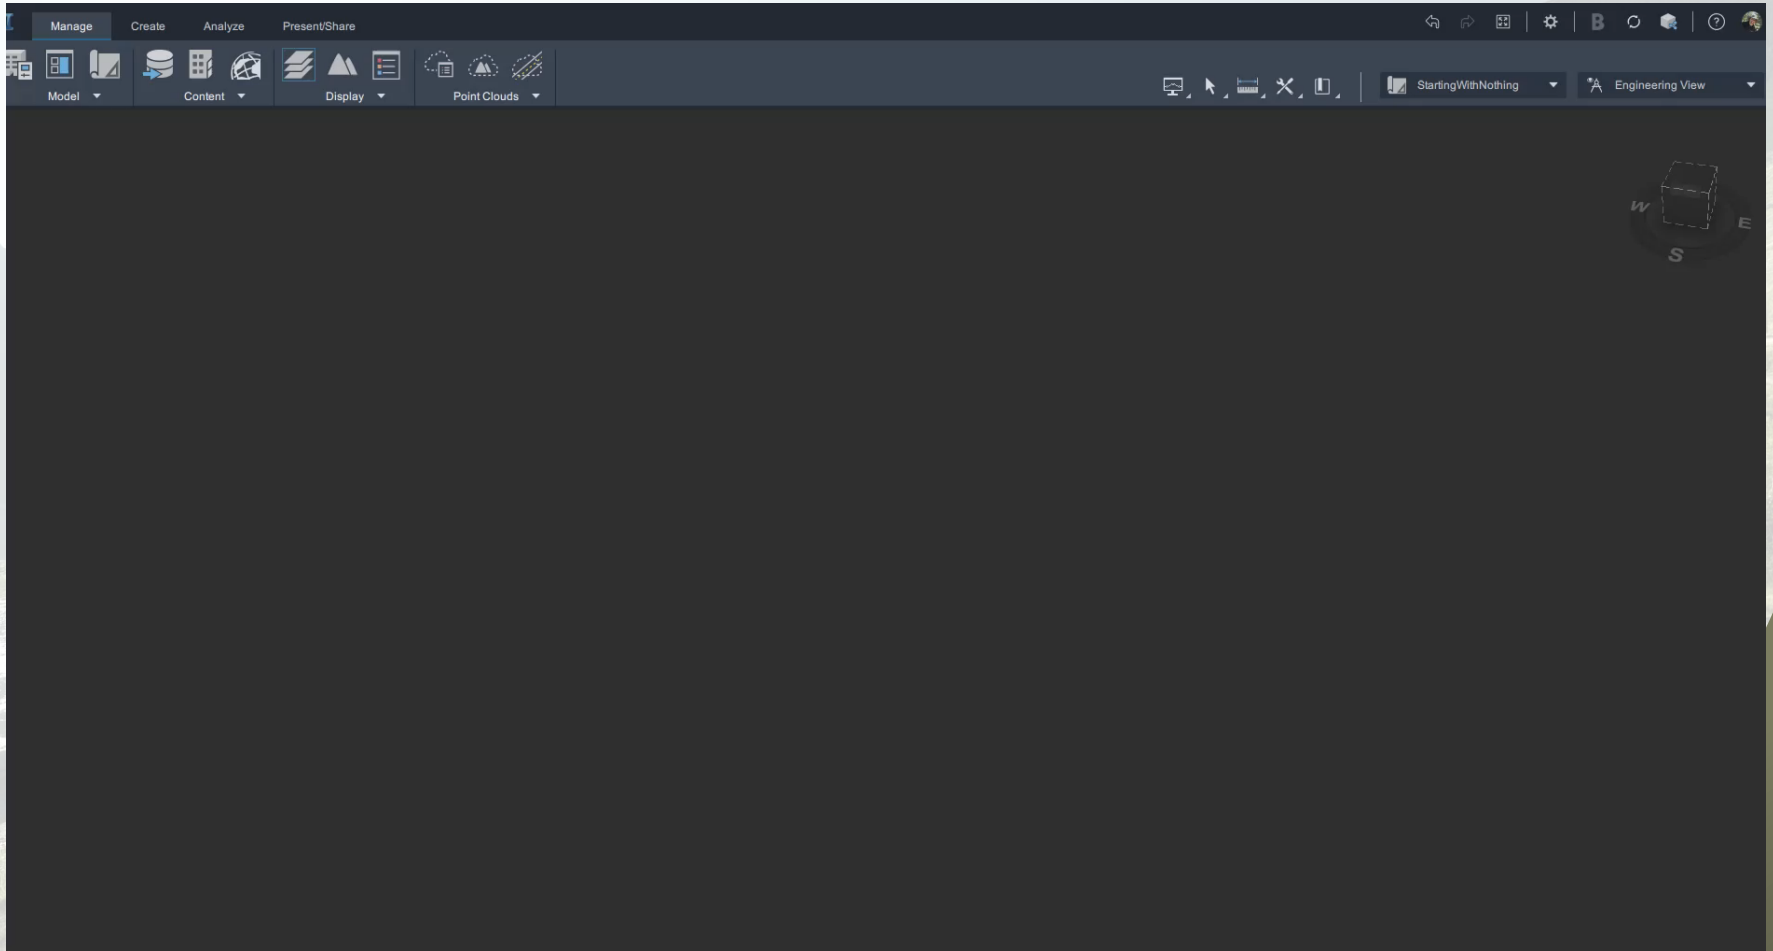 I Manage Create Analyze Present/Share B ?
StartingWithNothing Engineering View
Model Content Display Point Clouds
W E
S